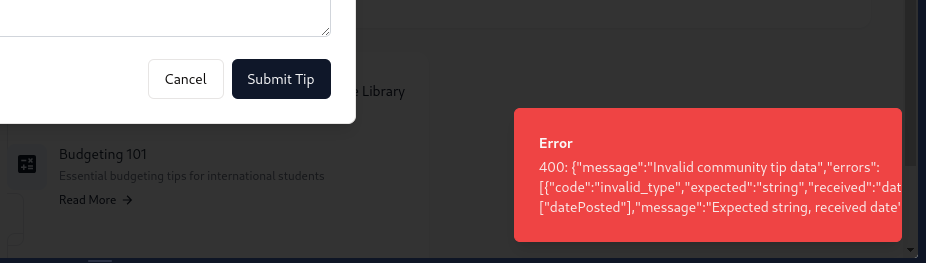 Cancel
Submit Tip
Library
Budgeting 101
Essential budgeting tips for international students
Read More →
Error
400: {"message":"Invalid community tip data","errors":
[{"code":"invalid_type","expected":"string","received":"dat
["datePosted"],"message":"Expected string, received date"